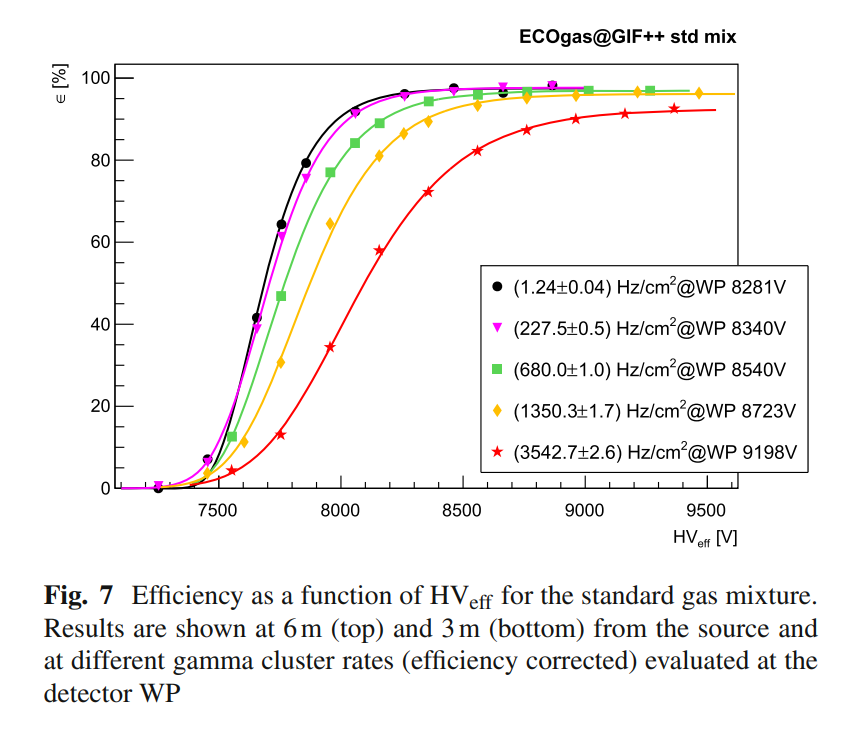 ECOgas@GIF++ std mix
ϵ [%]
100
80
60
40
20
0
7500 8000 8500 9000 9500
HVeff [V]
(1.24±0.04) Hz/cm²@WP 8281V
(227.5±0.5) Hz/cm²@WP 8340V
(680.0±1.0) Hz/cm²@WP 8540V
(1350.3±1.7) Hz/cm²@WP 8723V
(3542.7±2.6) Hz/cm²@WP 9198V
Fig. 7 Efficiency as a function of HVeff for the standard gas mixture.
Results are shown at 6 m (top) and 3 m (bottom) from the source and
at different gamma cluster rates (efficiency corrected) evaluated at the
detector WP